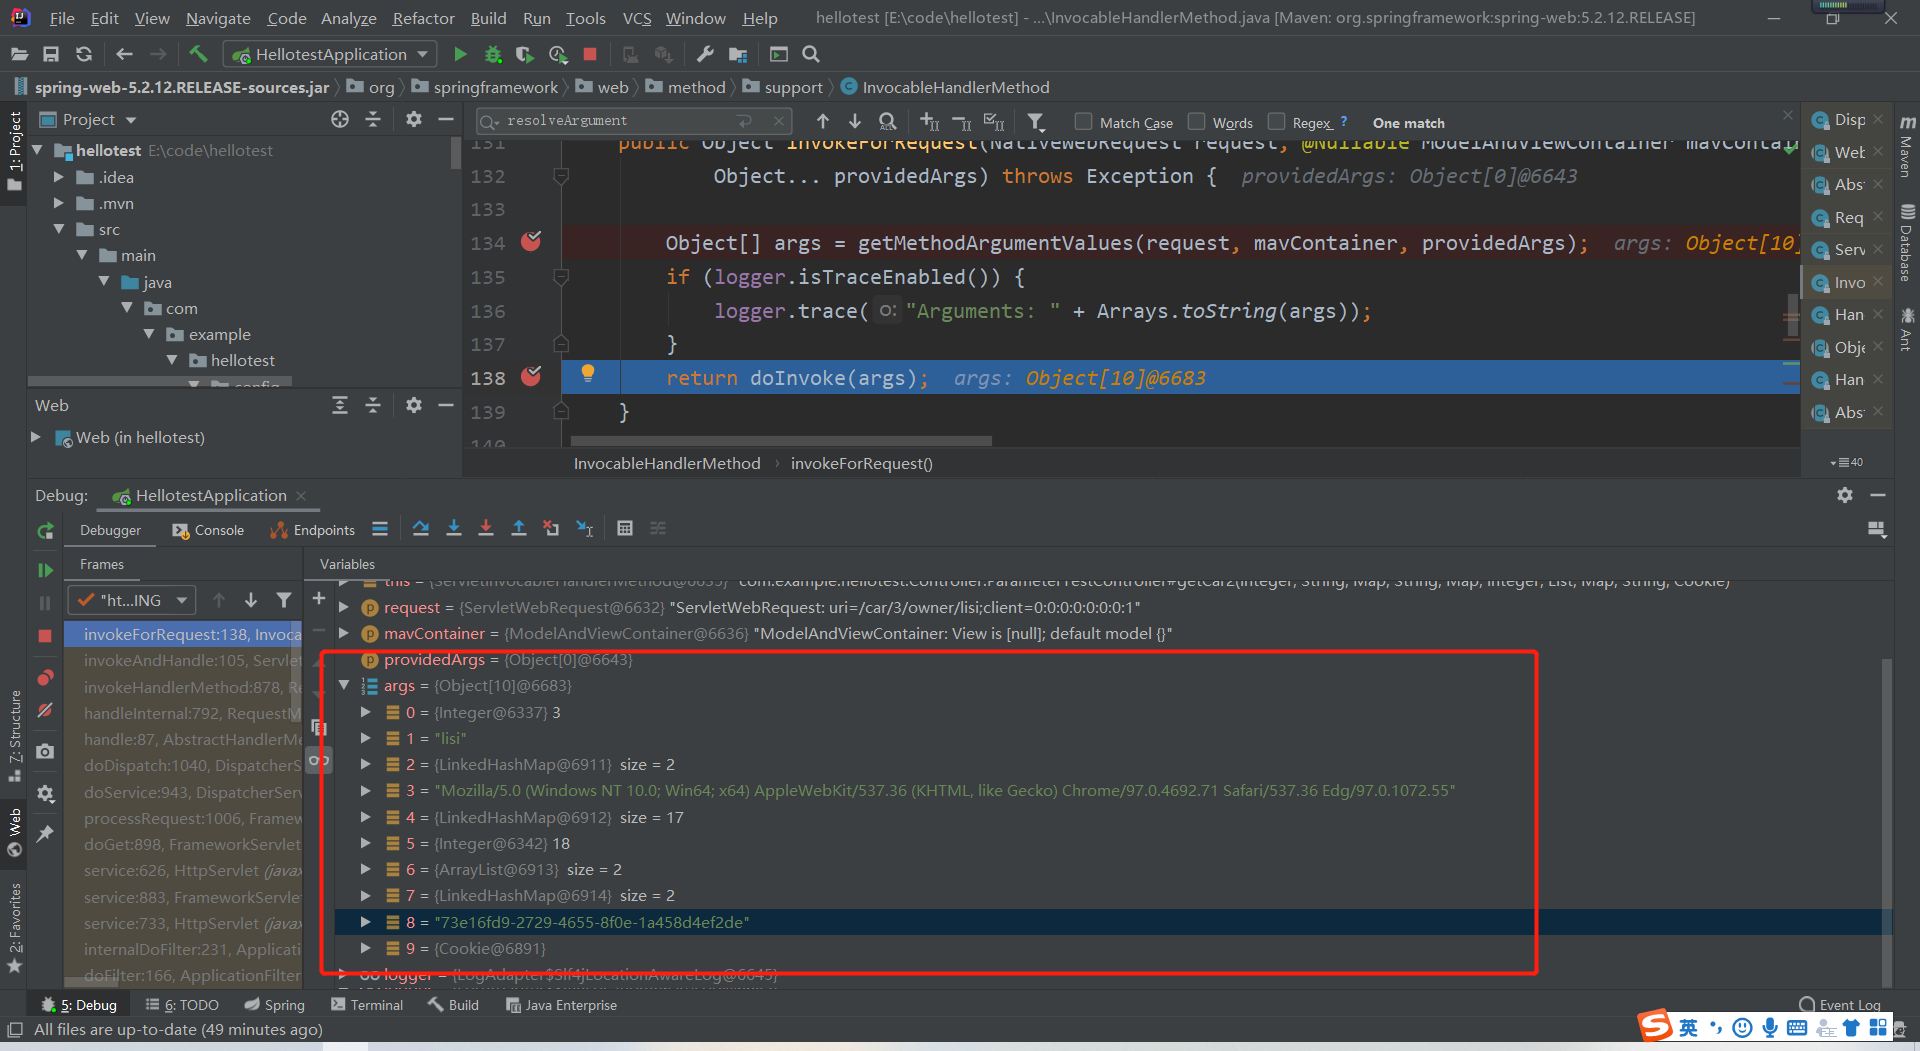 File Edit View Navigate Code Analyze Refactor Build Run Tools VCS Window Help hellotest [E:\code\hellotest] - ...\InvocableHandlerMethod.java [Maven: org.springframework:spring-web:5.2.12.RELEASE]
HellotestApplication
spring-web-5.2.12.RELEASE-sources.jar org springframework web method support InvocableHandlerMethod
1: Project
Project
resolveArgument
Match Case Words Regex ? One match
hellotest E:\code\hellotest
.idea
.mvn
src
main
java
com
example
hellotest
config
Web
Web (in hellotest)
131 public Object invokeForRequest(NativeWebRequest request, @Nullable ModelAndViewContainer mavContai
132 Object... providedArgs) throws Exception { providedArgs: Object[0]@6643
133
134 Object[] args = getMethodArgumentValues(request, mavContainer, providedArgs); args: Object[10]
135 if (logger.isTraceEnabled()) {
136 logger.trace( o: "Arguments: " + Arrays.toString(args));
137 }
138 return doInvoke(args); args: Object[10]@6683
139 }
140
InvocableHandlerMethod › invokeForRequest()
Disp
Web
Abs
Req
Serv
Invo
Han
Obje
Han
Abs
40
Maven
Database
Ant
Debug: HellotestApplication
Debugger Console Endpoints
Frames
"ht...ING
invokeForRequest:138, Invoca
invokeAndHandle:105, Servlet
invokeHandlerMethod:878, Re
handleInternal:792, RequestM
handle:87, AbstractHandlerMe
doDispatch:1040, DispatcherS
doService:943, DispatcherServ
processRequest:1006, Framew
doGet:898, FrameworkServlet
service:626, HttpServlet (javax
service:883, FrameworkServle
service:733, HttpServlet (javax
internalDoFilter:231, Applicati
doFilter:166, ApplicationFilter
Variables
this = {ServletInvocableHandlerMethod@6635} "com.example.hellotest.Controller.ParameterTestController#getCar2(Integer, String, Map, String, Map, Integer, List, Map, String, Cookie)"
request = {ServletWebRequest@6632} "ServletWebRequest: uri=/car/3/owner/lisi;client=0:0:0:0:0:0:0:1"
mavContainer = {ModelAndViewContainer@6636} "ModelAndViewContainer: View is [null]; default model {}"
providedArgs = {Object[0]@6643}
args = {Object[10]@6683}
0 = {Integer@6337} 3
1 = "lisi"
2 = {LinkedHashMap@6911} size = 2
3 = "Mozilla/5.0 (Windows NT 10.0; Win64; x64) AppleWebKit/537.36 (KHTML, like Gecko) Chrome/97.0.4692.71 Safari/537.36 Edg/97.0.1072.55"
4 = {LinkedHashMap@6912} size = 17
5 = {Integer@6342} 18
6 = {ArrayList@6913} size = 2
7 = {LinkedHashMap@6914} size = 2
8 = "73e16fd9-2729-4655-8f0e-1a458d4ef2de"
9 = {Cookie@6891}
oo logger = {LogAdapter$Slf4jLocationAwareLog@6645}
7: Structure
Web
2: Favorites
5: Debug 6: TODO Spring Terminal Build Java Enterprise Event Log
All files are up-to-date (49 minutes ago)
S 英